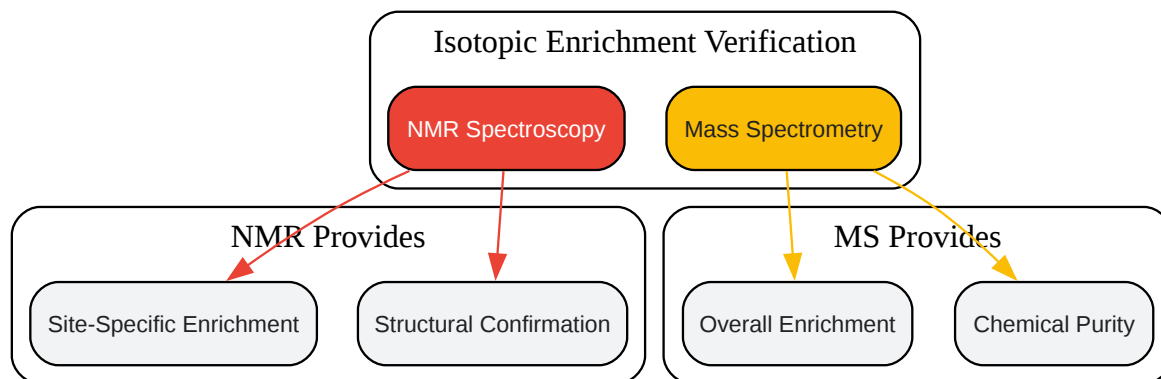 Isotopic Enrichment Verification
NMR Spectroscopy
Mass Spectrometry
NMR Provides
MS Provides
Site-Specific Enrichment
Structural Confirmation
Overall Enrichment
Chemical Purity